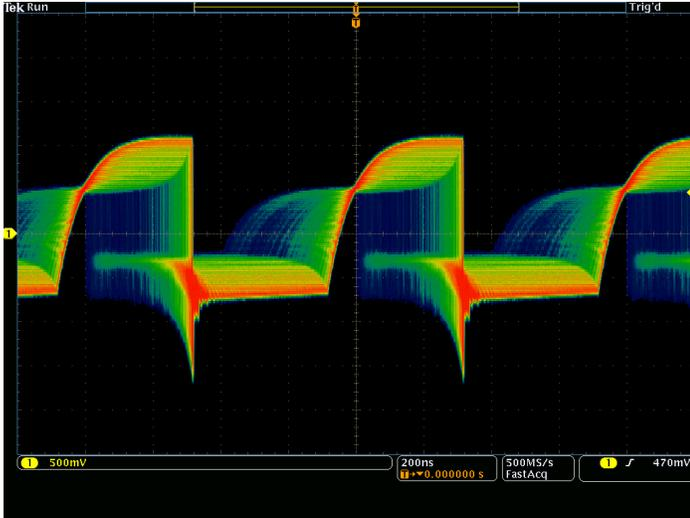 Tek Run Trig'd
T
T
1
1 500mV 200ns 500MS/s 1 470mV
T→▼0.000000 s FastAcq